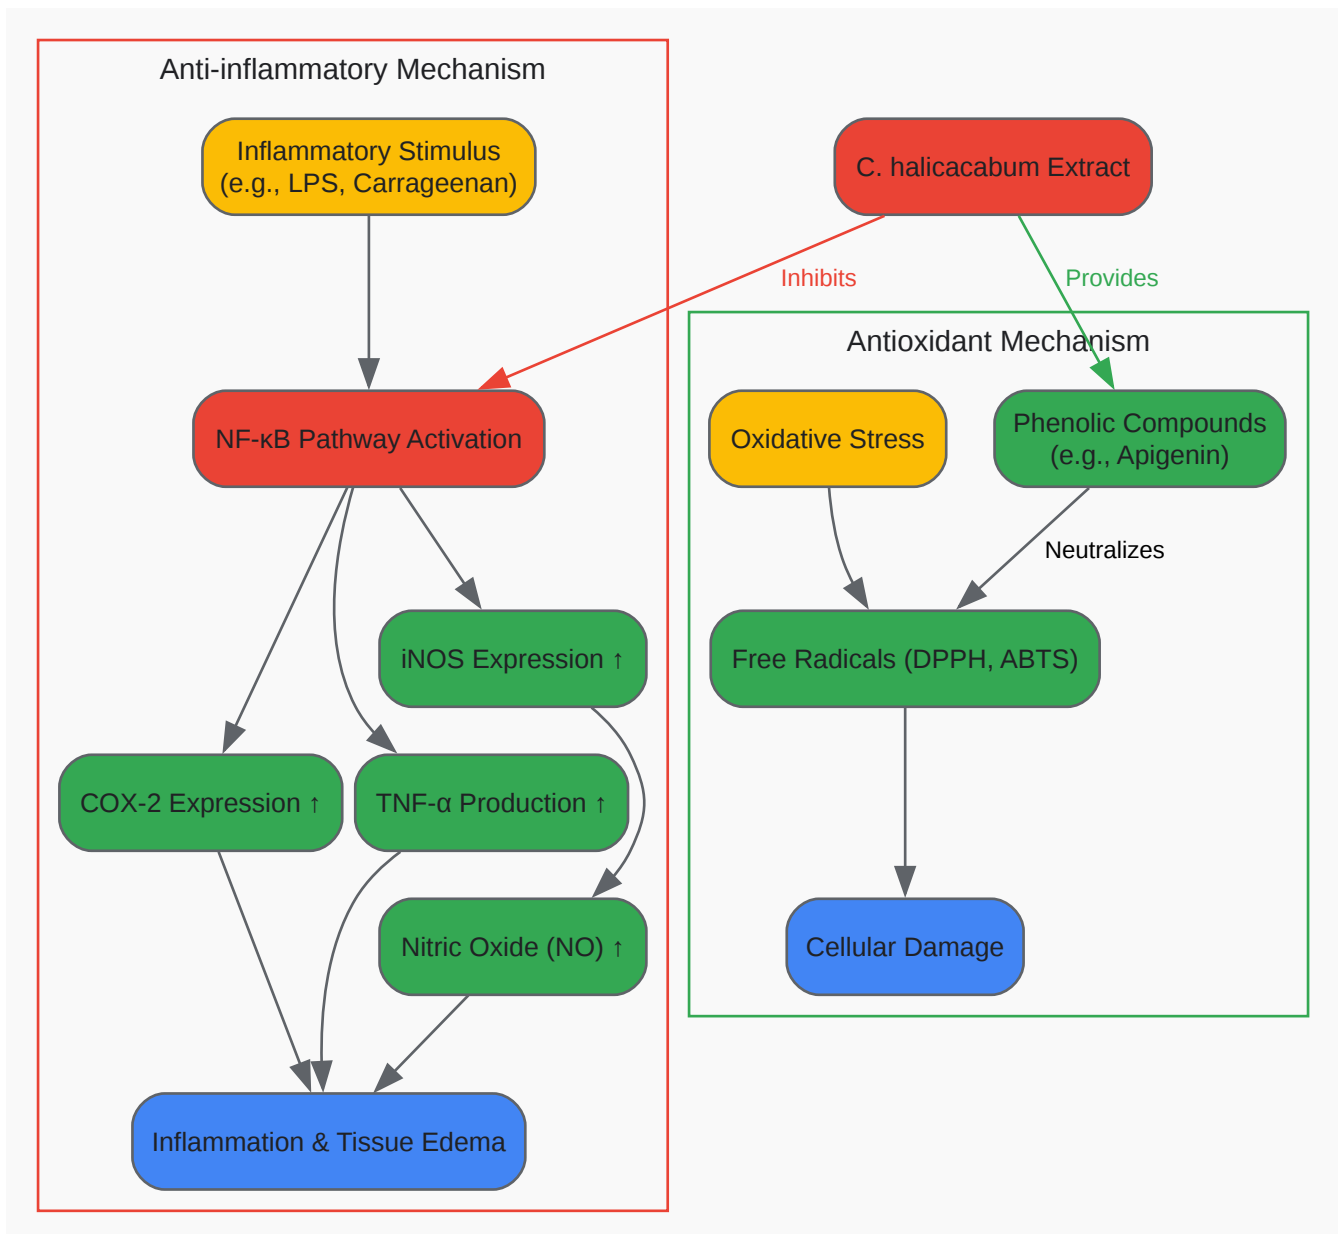 Anti-inflammatory Mechanism
Inflammatory Stimulus
(e.g., LPS, Carrageenan)
C. halicacabum Extract
Inhibits
Provides
Antioxidant Mechanism
NF-κB Pathway Activation
Oxidative Stress
Phenolic Compounds
(e.g., Apigenin)
Neutralizes
iNOS Expression ↑
Free Radicals (DPPH, ABTS)
COX-2 Expression ↑
TNF-α Production ↑
Nitric Oxide (NO) ↑
Cellular Damage
Inflammation & Tissue Edema